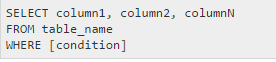 SELECT column1, column2, columnN
FROM table_name
WHERE [condition]